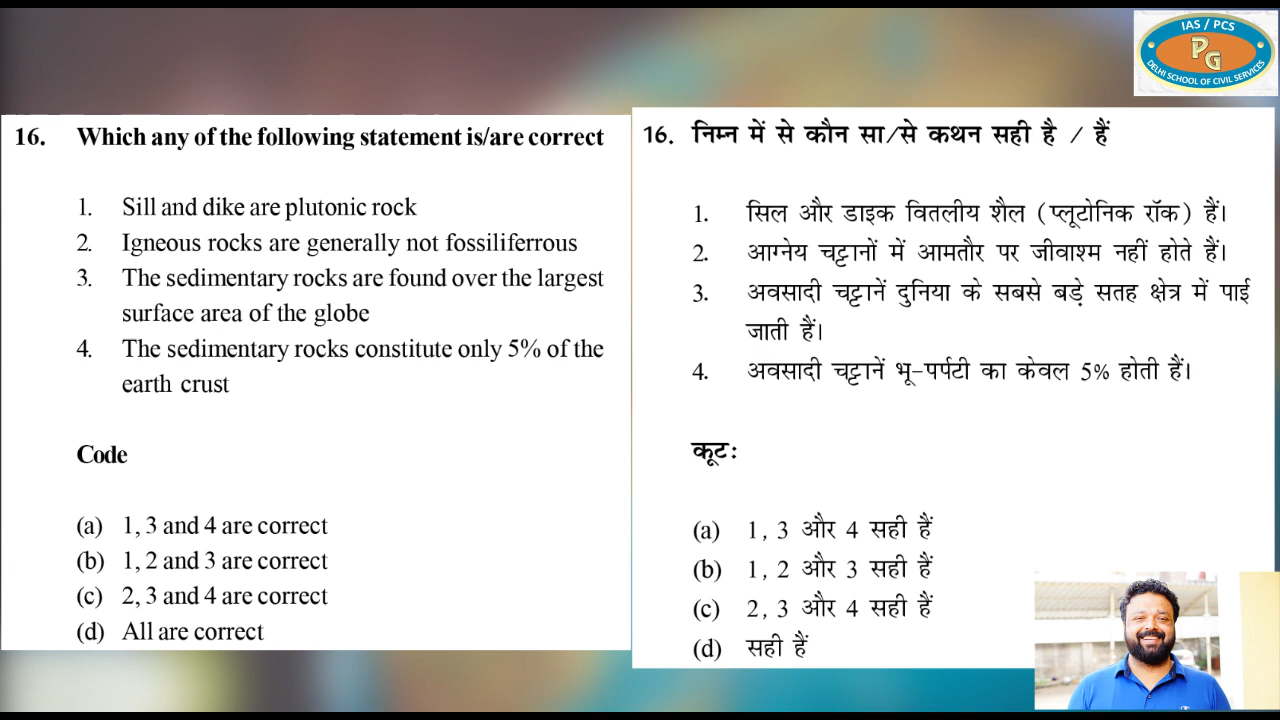 IAS / PCS
PG
DELHI SCHOOL OF CIVIL SERVICES
16. Which any of the following statement is/are correct
1. Sill and dike are plutonic rock
2. Igneous rocks are generally not fossiliferrous
3. The sedimentary rocks are found over the largest
surface area of the globe
4. The sedimentary rocks constitute only 5% of the
earth crust
Code
(a) 1, 3 and 4 are correct
(b) 1, 2 and 3 are correct
(c) 2, 3 and 4 are correct
(d) All are correct
16. निम्न में से कौन सा/से कथन सही है / हैं
1. सिल और डाइक वितलीय शैल (प्लूटोनिक रॉक) हैं।
2. आग्नेय चट्टानों में आमतौर पर जीवाश्म नहीं होते हैं।
3. अवसादी चट्टानें दुनिया के सबसे बड़े सतह क्षेत्र में पाई
जाती हैं।
4. अवसादी चट्टानें भू-पर्पटी का केवल 5% होती हैं।
कूटः
(a) 1, 3 और 4 सही हैं
(b) 1, 2 और 3 सही हैं
(c) 2, 3 और 4 सही हैं
(d) सही हैं